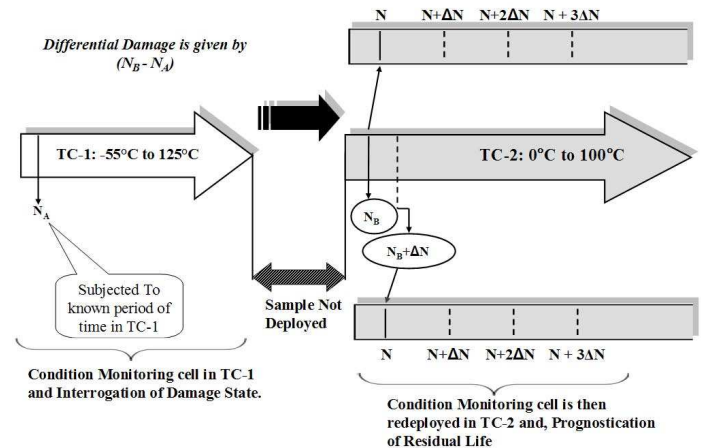 N N+ΔN N+2ΔN N + 3ΔN
Differential Damage is given by
(N_B - N_A)
TC-1: -55°C to 125°C
TC-2: 0°C to 100°C
N_A
N_B
N_B+ΔN
Subjected To
known period of
time in TC-1
Sample Not
Deployed
N N+ΔN N+2ΔN N + 3ΔN
Condition Monitoring cell in TC-1
and Interrogation of Damage State.
Condition Monitoring cell is then
redeployed in TC-2 and, Prognostication
of Residual Life